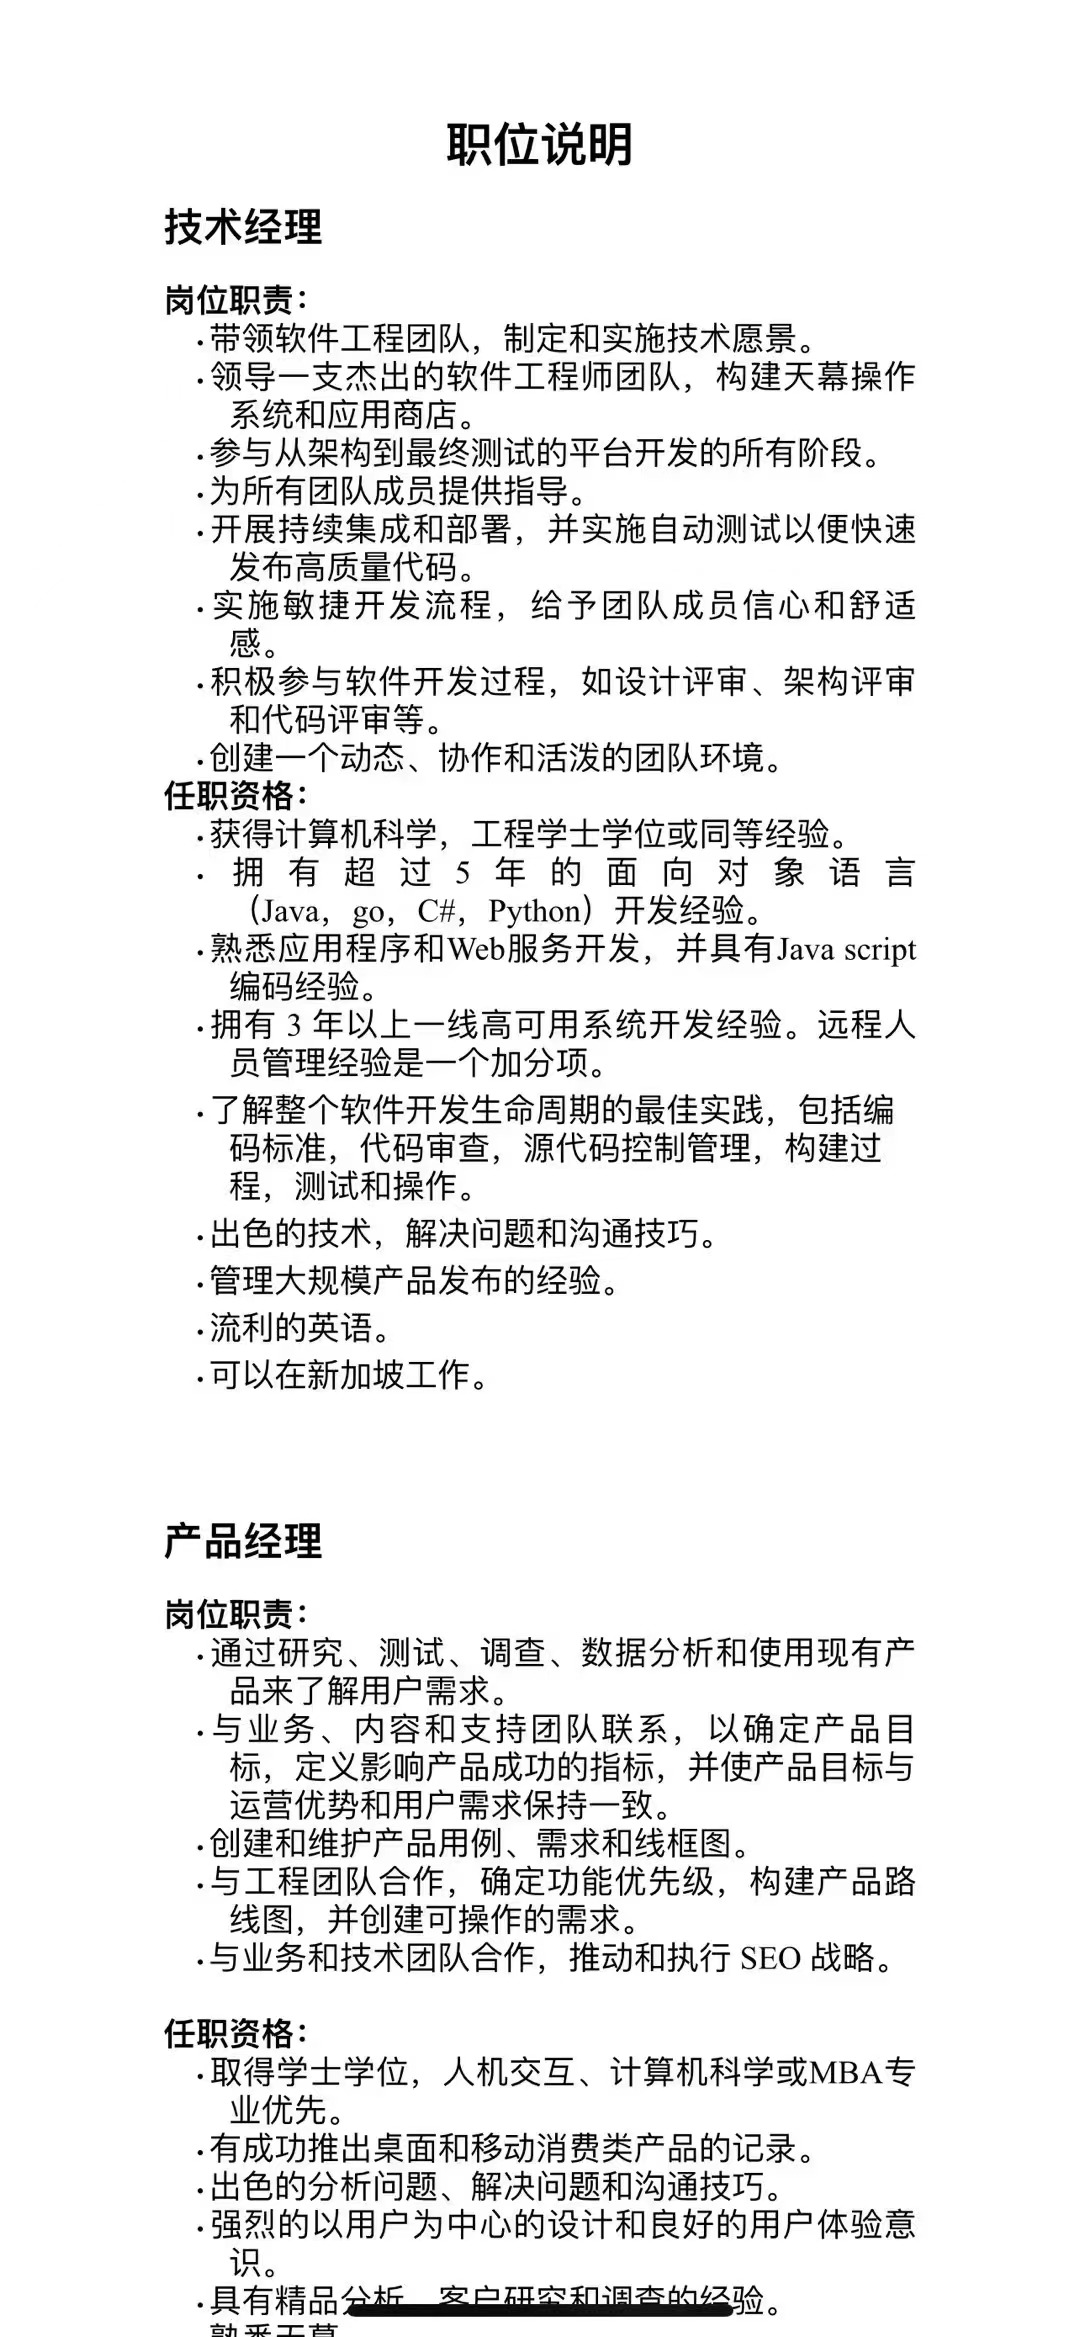 职位说明
技术经理
岗位职责：
·带领软件工程团队，制定和实施技术愿景。
·领导一支杰出的软件工程师团队，构建天幕操作
系统和应用商店。
·参与从架构到最终测试的平台开发的所有阶段。
·为所有团队成员提供指导。
·开展持续集成和部署，并实施自动测试以便快速
发布高质量代码。
·实施敏捷开发流程，给予团队成员信心和舒适
感。
·积极参与软件开发过程，如设计评审、架构评审
和代码评审等。
·创建一个动态、协作和活泼的团队环境。
任职资格：
·获得计算机科学，工程学士学位或同等经验。
·拥有超过 5 年的面向对象语言
（Java，go，C#，Python）开发经验。
·熟悉应用程序和Web服务开发，并具有Java script
编码经验。
·拥有 3 年以上一线高可用系统开发经验。远程人
员管理经验是一个加分项。
·了解整个软件开发生命周期的最佳实践，包括编
码标准，代码审查，源代码控制管理，构建过
程，测试和操作。
·出色的技术，解决问题和沟通技巧。
·管理大规模产品发布的经验。
·流利的英语。
·可以在新加坡工作。
产品经理
岗位职责：
·通过研究、测试、调查、数据分析和使用现有产
品来了解用户需求。
·与业务、内容和支持团队联系，以确定产品目
标，定义影响产品成功的指标，并使产品目标与
运营优势和用户需求保持一致。
·创建和维护产品用例、需求和线框图。
·与工程团队合作，确定功能优先级，构建产品路
线图，并创建可操作的需求。
·与业务和技术团队合作，推动和执行 SEO 战略。
任职资格：
·取得学士学位，人机交互、计算机科学或MBA专
业优先。
·有成功推出桌面和移动消费类产品的记录。
·出色的分析问题、解决问题和沟通技巧。
·强烈的以用户为中心的设计和良好的用户体验意
识。
·具有精品分析、客户研究和调查的经验。